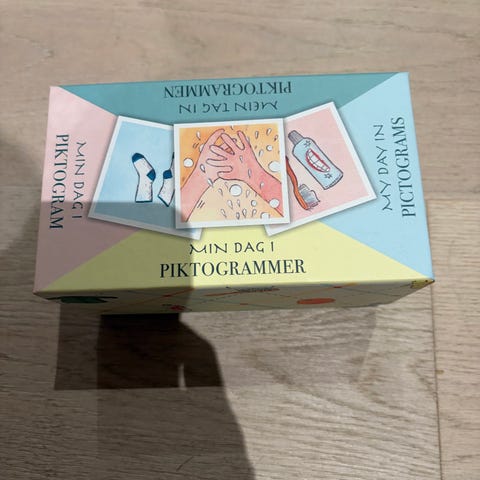 MEIN TAG IN
PIKTOGRAMMEN
MIN DAG I
PIKTOGRAM
MY DAY IN
PICTOGRAMS
MIN DAG I
PIKTOGRAMMER